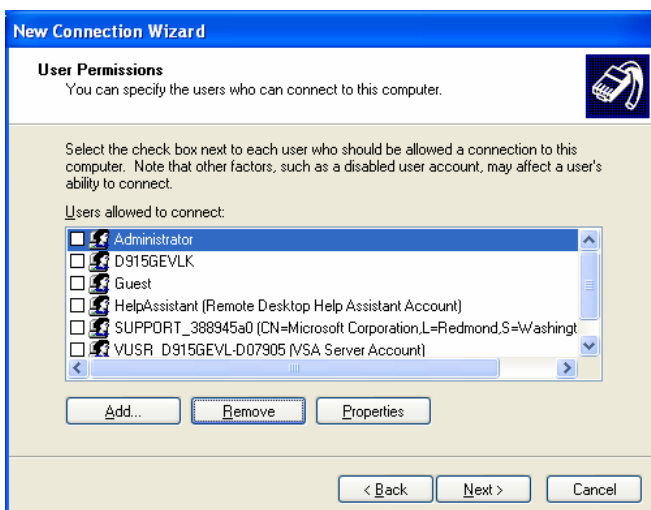 New Connection Wizard
User Permissions
You can specify the users who can connect to this computer.
Select the check box next to each user who should be allowed a connection to this
computer. Note that other factors, such as a disabled user account, may affect a user's
ability to connect.
Users allowed to connect:
Administrator
D915GEVLK
Guest
HelpAssistant (Remote Desktop Help Assistant Account)
SUPPORT_388945a0 (CN=Microsoft Corporation,L=Redmond,S=Washingt
VUSR_D915GEVL-D07905 (VSA Server Account)
Add... Remove Properties
< Back Next > Cancel